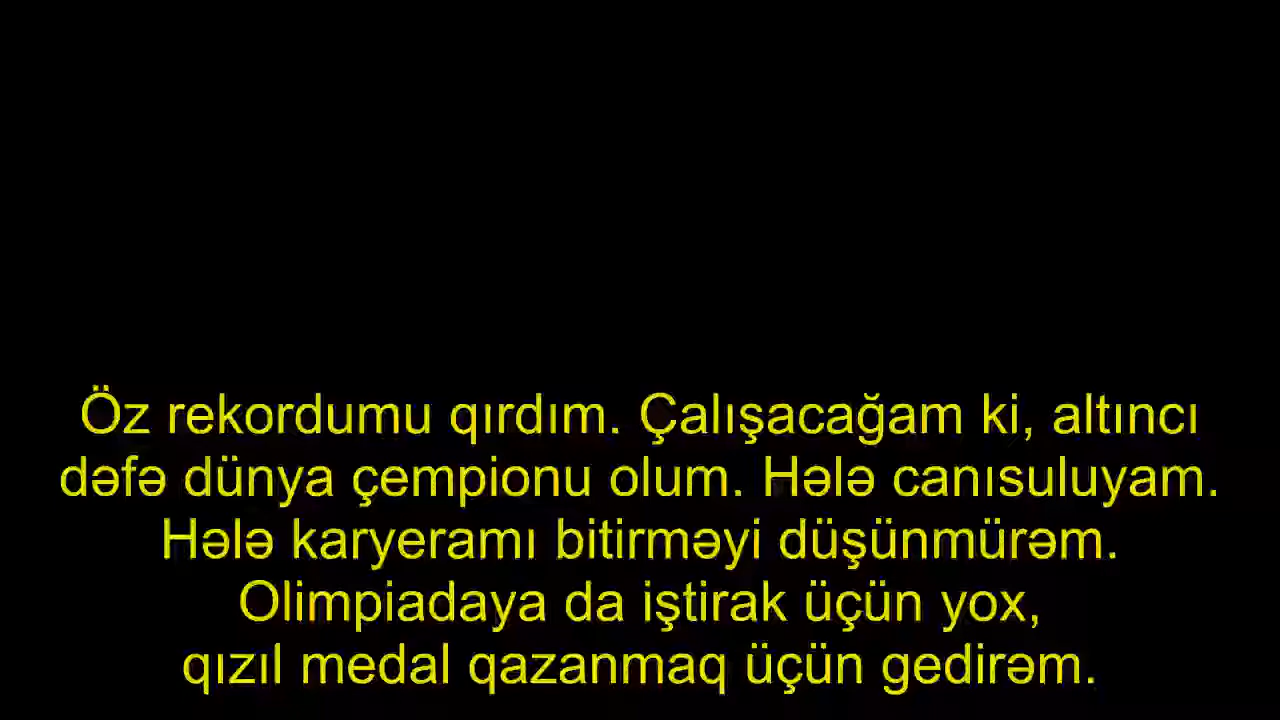 Öz rekordumu qırdım. Çalışacağam ki, altıncı
dəfə dünya çempionu olum. Hələ canısuluyam.
Hələ karyeramı bitirməyi düşünmürəm.
Olimpiadaya da iştirak üçün yox,
qızıl medal qazanmaq üçün gedirəm.